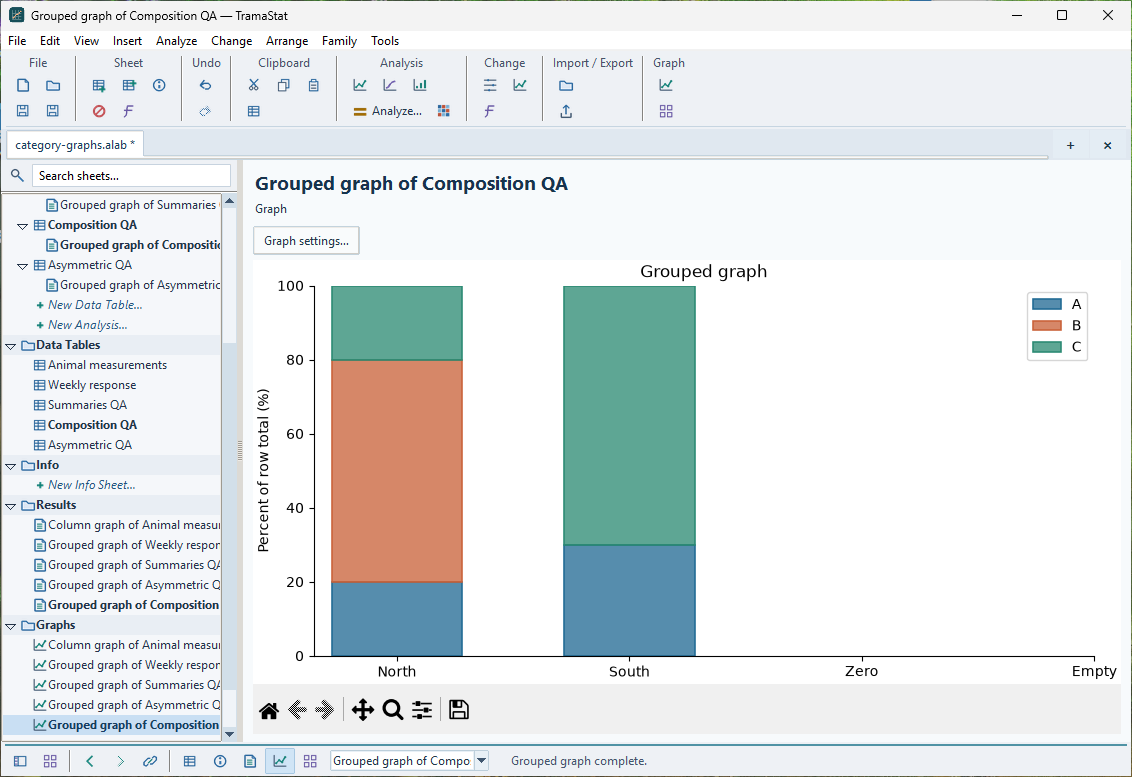 Grouped graph of Composition QA — TramaStat
File Edit View Insert Analyze Change Arrange Family Tools
File Sheet Undo Clipboard Analysis Change Import / Export Graph
Analyze...
category-graphs.alab *
Search sheets...
Grouped graph of Summaries
Composition QA
Grouped graph of Compositic
Asymmetric QA
Grouped graph of Asymmetric
+ New Data Table...
+ New Analysis...
Data Tables
Animal measurements
Weekly response
Summaries QA
Composition QA
Asymmetric QA
Info
+ New Info Sheet...
Results
Column graph of Animal measur
Grouped graph of Weekly respon
Grouped graph of Summaries QA
Grouped graph of Asymmetric Q
Grouped graph of Composition
Graphs
Column graph of Animal measur
Grouped graph of Weekly respon
Grouped graph of Summaries QA
Grouped graph of Asymmetric Q
Grouped graph of Composition
Grouped graph of Composition QA
Graph
Graph settings...
Grouped graph
Percent of row total (%)
100
80
60
40
20
0
North South Zero Empty
A
B
C
Grouped graph of Compo
Grouped graph complete.